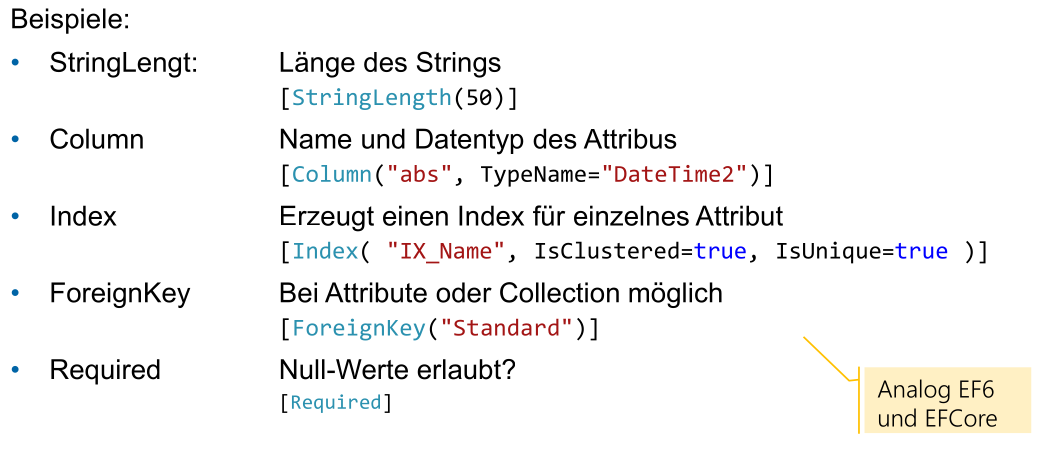 Beispiele:
• StringLengt: Länge des Strings
[StringLength(50)]
• Column Name und Datentyp des Attribus
[Column("abs", TypeName="DateTime2")]
• Index Erzeugt einen Index für einzelnes Attribut
[Index( "IX_Name", IsClustered=true, IsUnique=true )]
• ForeignKey Bei Attribute oder Collection möglich
[ForeignKey("Standard")]
• Required Null-Werte erlaubt?
[Required]
Analog EF6
und EFCore